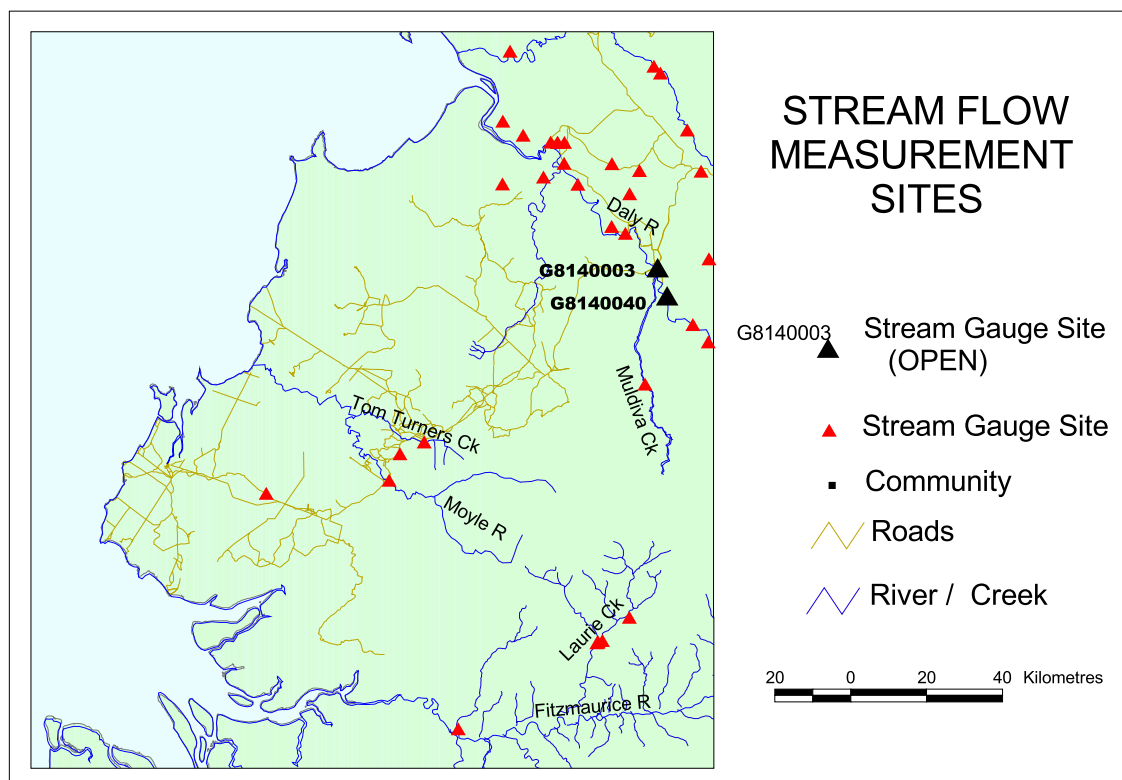 STREAM FLOW
MEASUREMENT
SITES
Daly R
G8140003
G8140040
Muldiva Ck
Tom Turners Ck
Moyle R
Laurie Ck
Fitzmaurice R
G8140003
Stream Gauge Site
(OPEN)
Stream Gauge Site
Community
Roads
River / Creek
20 0 20 40 Kilometres